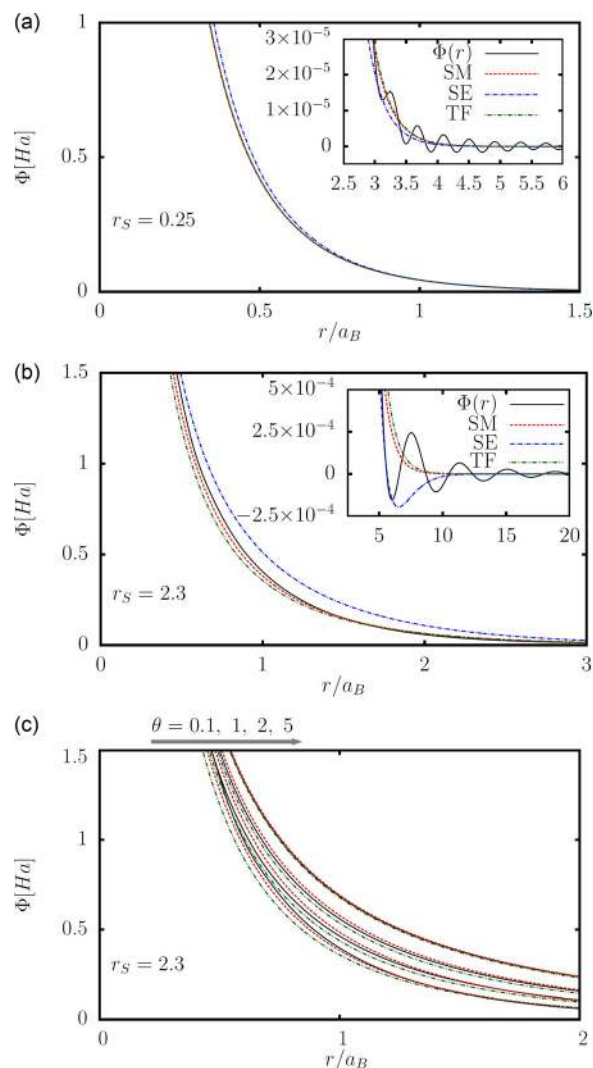 (a)
1
0.5
0
Φ[Ha]
r_S = 0.25
0.5
1
1.5
r/a_B
3×10⁻⁵
2×10⁻⁵
1×10⁻⁵
0
2.5 3 3.5 4 4.5 5 5.5 6
Φ(r)
SM
SE
TF
(b)
1.5
1
0.5
0
Φ[Ha]
r_S = 2.3
0 1 2 3
r/a_B
5×10⁻⁴
2.5×10⁻⁴
0
−2.5×10⁻⁴
5 10 15 20
Φ(r)
SM
SE
TF
(c)
θ = 0.1, 1, 2, 5
1.5
1
0.5
0
Φ[Ha]
r_S = 2.3
0 1 2
r/a_B